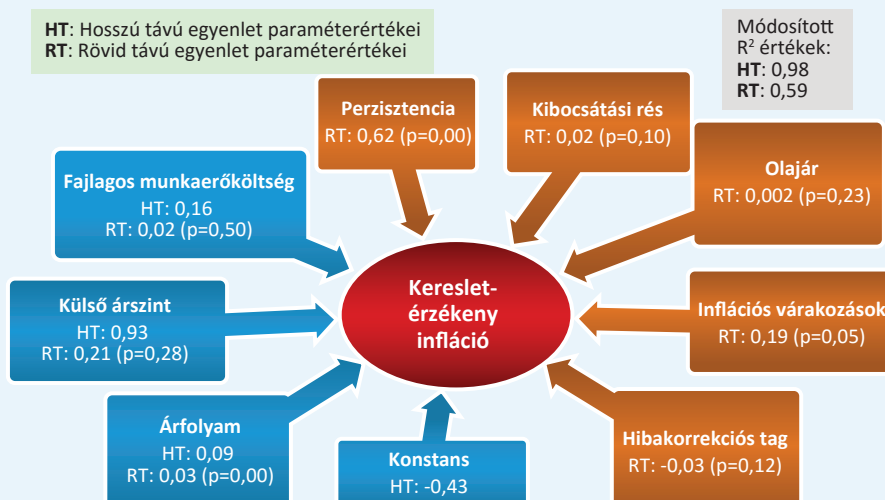 HT: Hosszú távú egyenlet paraméterértékei
RT: Rövid távú egyenlet paraméterértékei
Módosított
R² értékek:
HT: 0,98
RT: 0,59
Perzisztencia
RT: 0,62 (p=0,00)
Kibocsátási rés
RT: 0,02 (p=0,10)
Olajár
RT: 0,002 (p=0,23)
Fajlagos munkaerőköltség
HT: 0,16
RT: 0,02 (p=0,50)
Kereslet-
érzékeny
infláció
Külső árszint
HT: 0,93
RT: 0,21 (p=0,28)
Inflációs várakozások
RT: 0,19 (p=0,05)
Árfolyam
HT: 0,09
RT: 0,03 (p=0,00)
Konstans
HT: -0,43
Hibakorrekciós tag
RT: -0,03 (p=0,12)